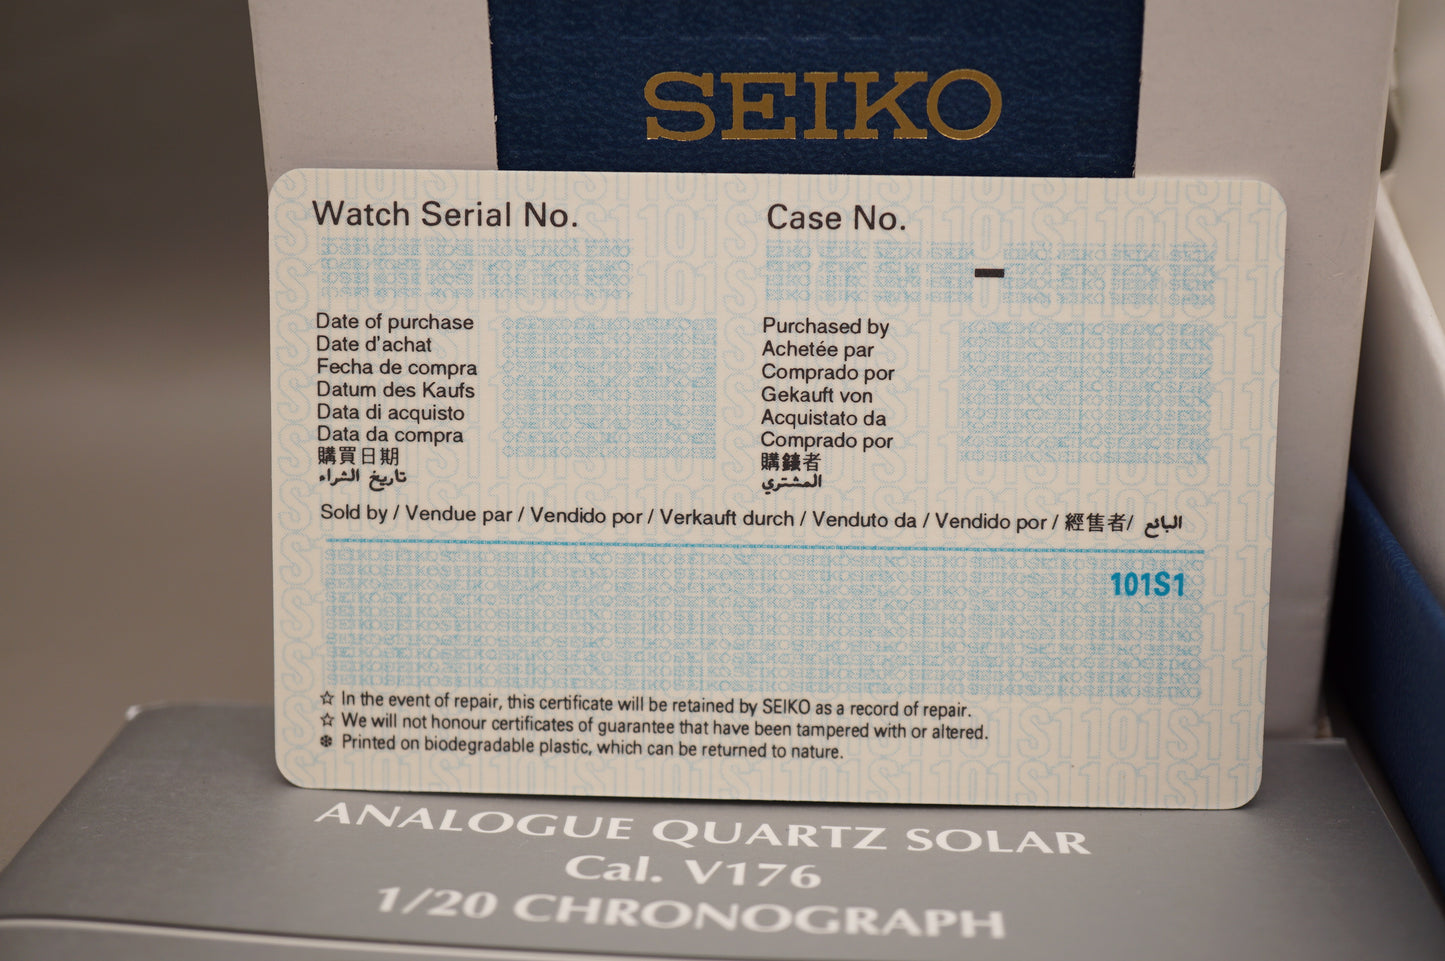 SEIKO
Watch Serial No.
Case No.
-
Date of purchase
Date d'achat
Fecha de compra
Datum des Kaufs
Data di acquisto
Data da compra
購買日期
تاريخ الشراء
Purchased by
Achetée par
Comprado por
Gekauft von
Acquistato da
Comprado por
購錶者
المشتري
Sold by / Vendue par / Vendido por / Verkauft durch / Venduto da / Vendido por / 經售者/ البائع
101S1
☆ In the event of repair, this certificate will be retained by SEIKO as a record of repair.
☆ We will not honour certificates of guarantee that have been tampered with or altered.
❄ Printed on biodegradable plastic, which can be returned to nature.
ANALOGUE QUARTZ SOLAR
Cal. V176
1/20 CHRONOGRAPH